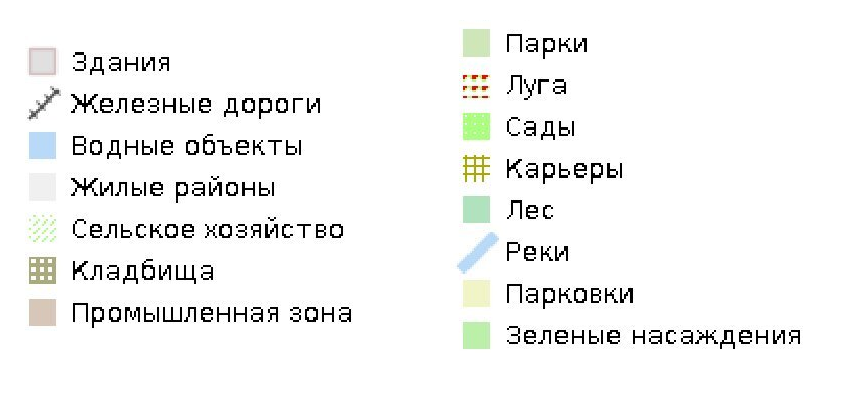 Здания
Железные дороги
Водные объекты
Жилые районы
Сельское хозяйство
Кладбища
Промышленная зона
Парки
Луга
Сады
Карьеры
Лес
Реки
Парковки
Зеленые насаждения